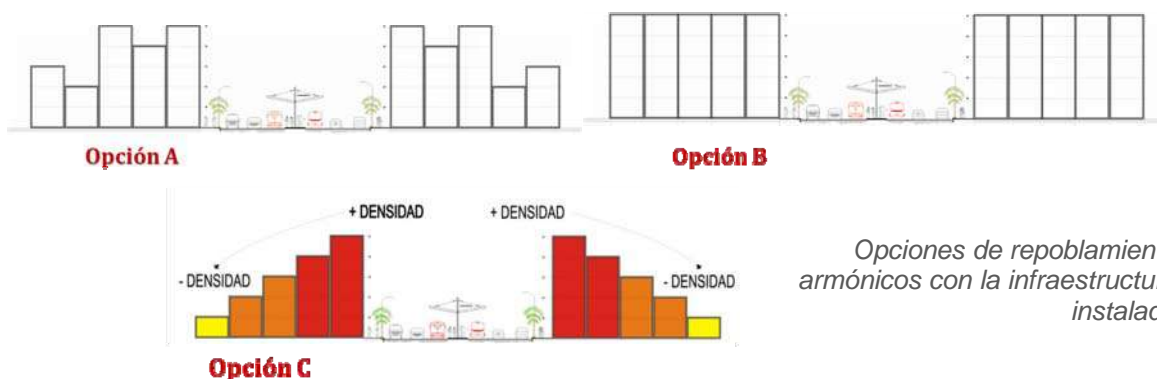 Opción A
Opción B
+ DENSIDAD
+ DENSIDAD
- DENSIDAD
- DENSIDAD
Opciones de repoblamien
armónicos con la infraestructu
instalad
Opción C